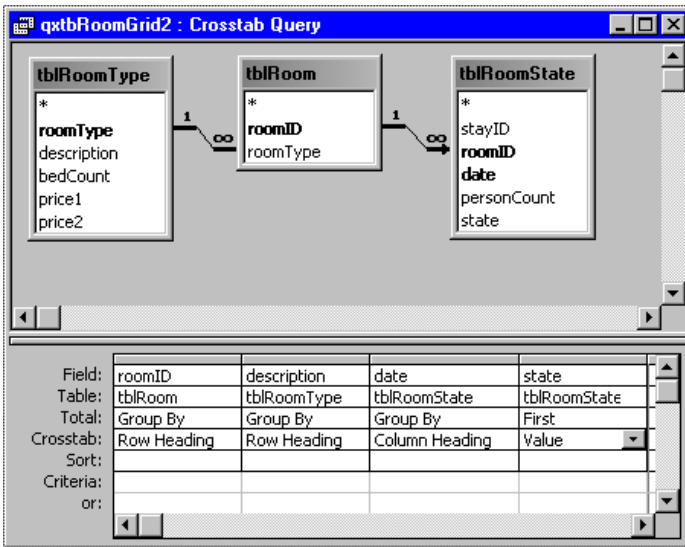 qxtbRoomGrid2 : Crosstab Query
tblRoomType
*
roomType
description
bedCount
price1
price2
1
∞
tblRoom
*
roomID
roomType
1
∞
tblRoomState
*
stayID
roomID
date
personCount
state
Field: roomID description date state
Table: tblRoom tblRoomType tblRoomState tblRoomState
Total: Group By Group By Group By First
Crosstab: Row Heading Row Heading Column Heading Value
Sort:
Criteria:
or: